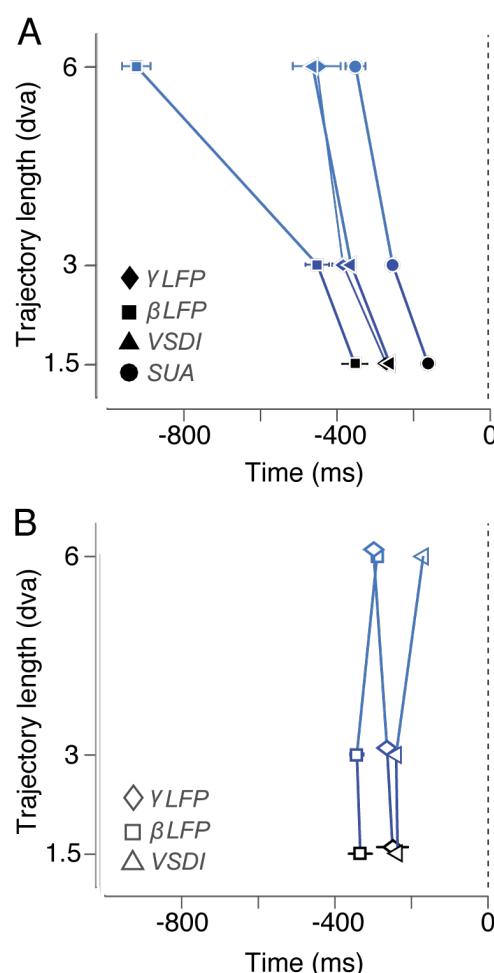 A
Trajectory length (dva)
6
3
1.5
γ LFP
β LFP
VSDI
SUA
-800
-400
0
Time (ms)
B
Trajectory length (dva)
6
3
1.5
γ LFP
β LFP
VSDI
-800
-400
0
Time (ms)